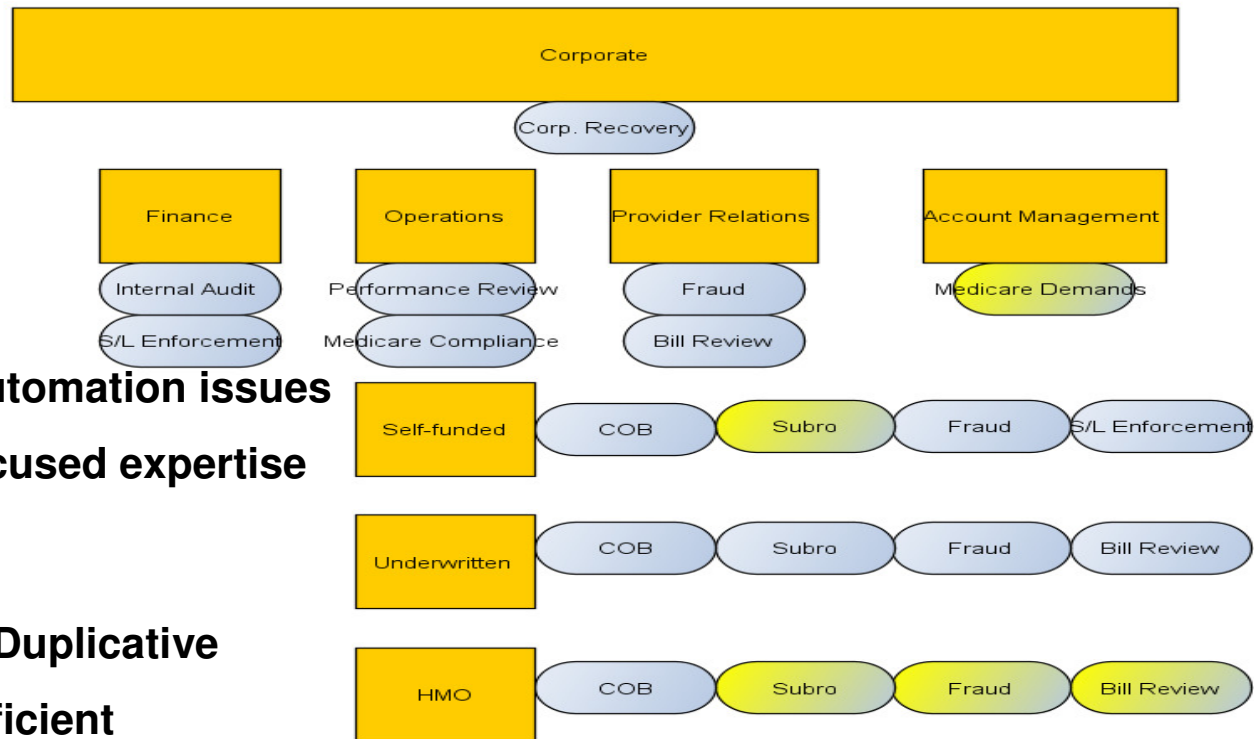 Corporate
Corp. Recovery
Finance Operations Provider Relations Account Management
Internal Audit Performance Review Fraud Medicare Demands
S/L Enforcement Medicare Compliance Bill Review
utomation issues
Self-funded COB Subro Fraud S/L Enforcement
cused expertise
Underwritten COB Subro Fraud Bill Review
Duplicative
HMO COB Subro Fraud Bill Review
ficient